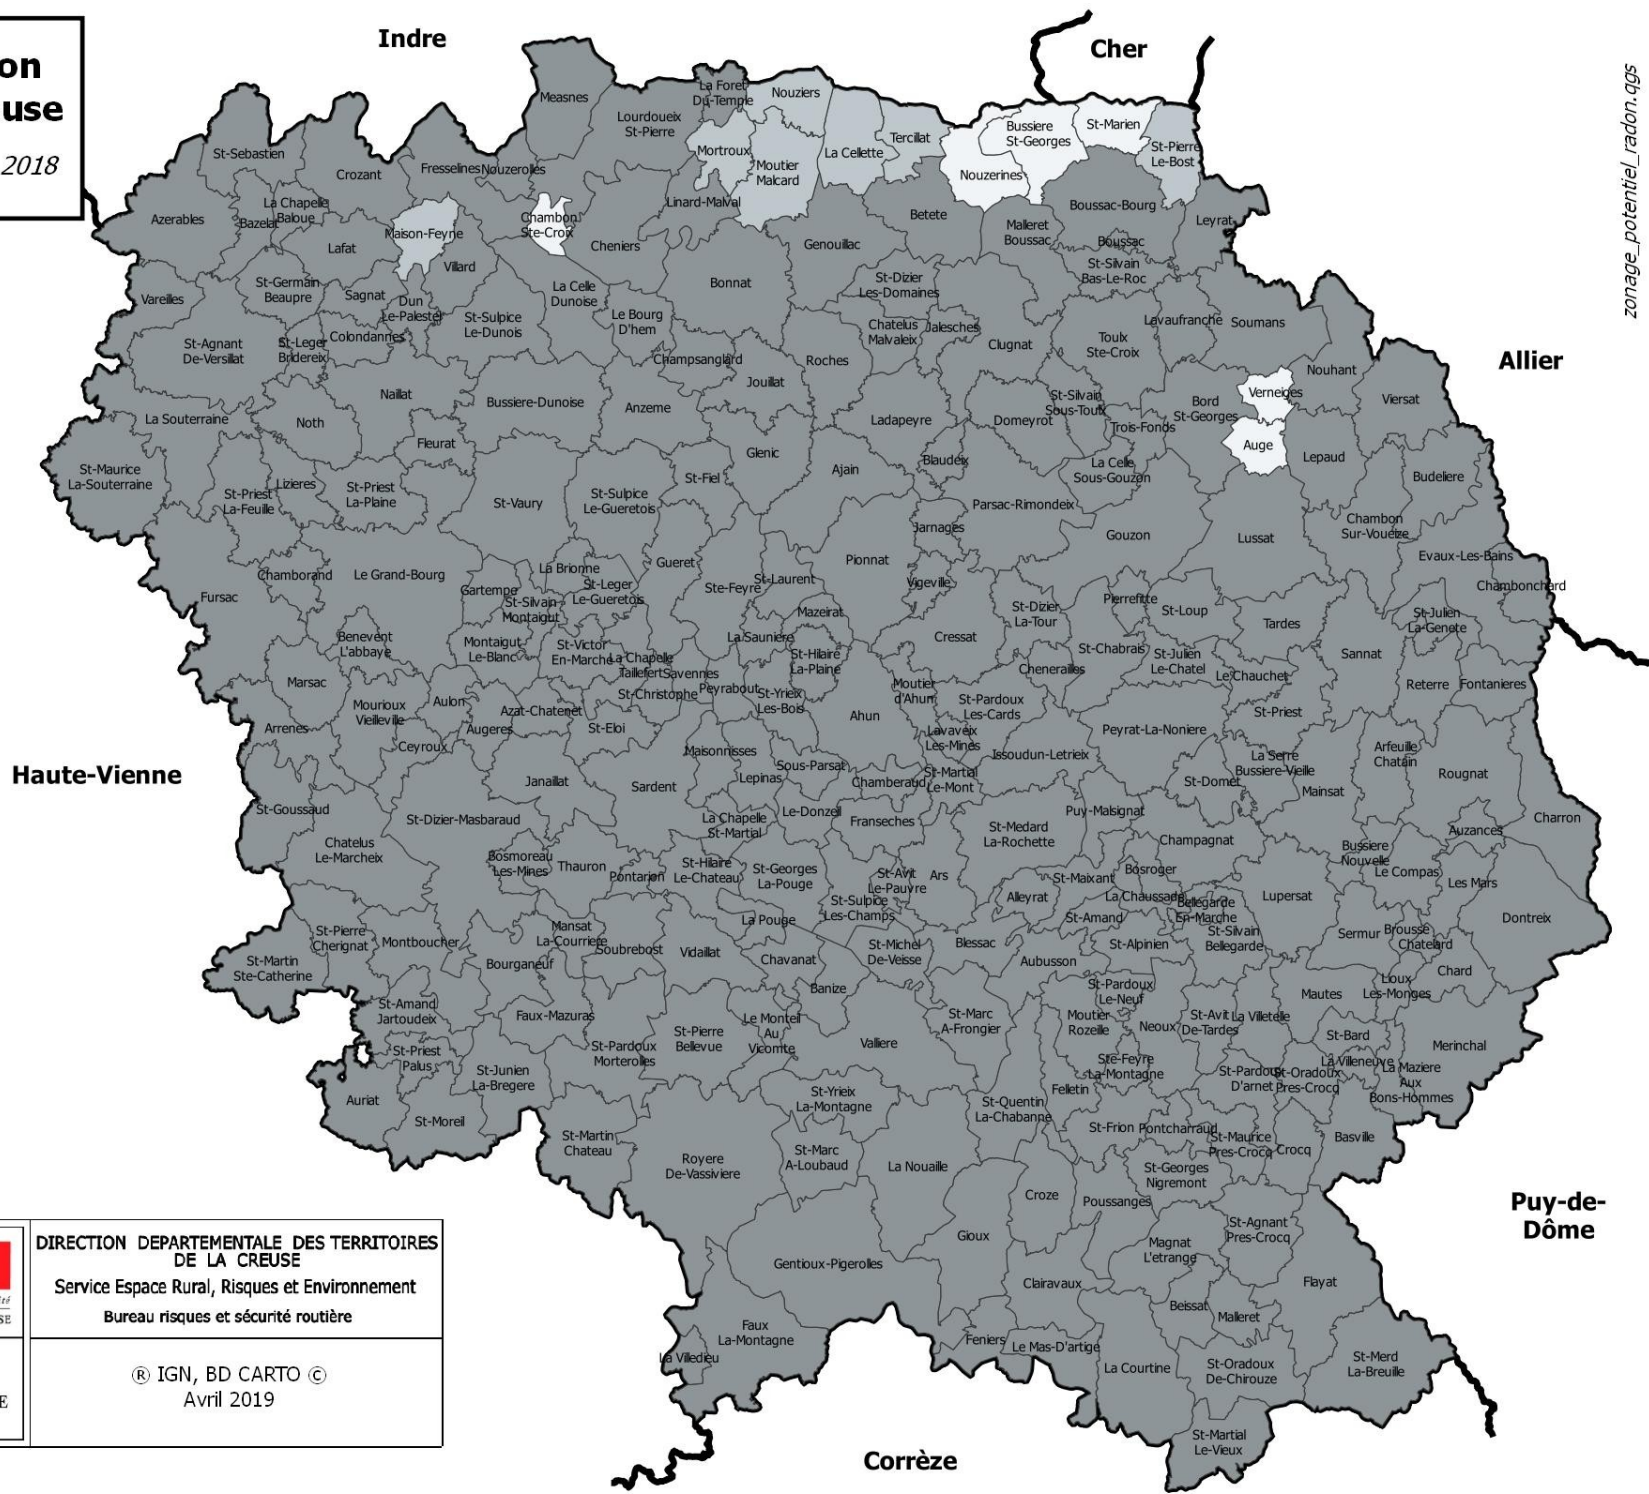 on
use
2018
Indre
Cher
zonage_potentiel_radon.qgs
Measnes
La Foret
Du-Temple
Nouziers
Lourdoueix
St-Pierre
Tercillat
Bussiere
St-Georges
St-Marien
St-Pierre
Le-Bost
Mortroux
Moutier
Malcard
La Cellette
Nouzerines
St-Sebastien
Crozant
Fresselines
Nouzerolles
Azerables
Bazelat
La Chapelle
Baloue
Maison-Feyne
Chambon
Ste-Croix
Linard-Malval
Cheniers
Genouillac
Betete
Malleret
Boussac
Boussac-Bourg
Boussac
Leyrat
Lafat
Villard
St-Silvain
Bas-Le-Roc
Vareilles
St-Germain
Beaupre
Sagnat
Dun
Le-Palestel
La Celle
Dunoise
Bonnat
St-Dizier
Les-Domaines
St-Agnant
De-Versillat
St-Leger
Bridereix
Colondannes
St-Sulpice
Le-Dunois
Le Bourg
D'hem
Chatelus
Malvaleix
Jalesches
Clugnat
Toulx
Ste-Croix
Lavaufranche
Soumans
Allier
Champsanglard
Roches
Jouillat
Nouhant
Verneiges
Viersat
Naillat
Bussiere-Dunoise
Anzeme
Ladapeyre
Domeyrot
St-Silvain
Sous-Toulx
Bord
St-Georges
La Souterraine
Noth
Fleurat
Trois-Fonds
Auge
Lepaud
Glenic
Ajain
Blaudeix
La Celle
Sous-Gouzon
Budeliere
St-Maurice
La-Souterraine
St-Priest
La-Feuille
Lizieres
St-Priest
La-Plaine
St-Vaury
St-Sulpice
Le-Gueretois
St-Fiel
Parsac-Rimondeix
Jarnages
Gouzon
Lussat
Chambon
Sur-Voueize
Evaux-Les-Bains
Chambonchard
Fursac
Chamborand
Le Grand-Bourg
Gartempe
La Brionne
St-Leger
Le-Gueretois
Gueret
Ste-Feyre
St-Laurent
Pionnat
Vigeville
St-Silvain
Montaigut
Mazeirat
St-Dizier
La-Tour
Pierrefitte
St-Loup
Tardes
St-Julien
La-Genete
Benevent
L'abbaye
Montaigut
Le-Blanc
St-Victor
En-Marche
La Chapelle
Taillefert
Savennes
La Sauniere
St-Hilaire
La-Plaine
Cressat
Chenerailles
St-Chabrais
St-Julien
Le-Chatel
Le Chauchet
Sannat
Reterre
Fontanieres
Marsac
Mourioux
Vieilleville
Aulon
Augeres
Azat-Chatenet
St-Christophe
Peyrabout
St-Yrieix
Les-Bois
Moutier
d'Ahun
Ahun
St-Pardoux
Les-Cards
St-Priest
Arrenes
Ceyroux
St-Eloi
Lavaveix
Les-Mines
Peyrat-La-Noniere
Maisonnisses
Issoudun-Letrieix
Haute-Vienne
Janaillat
Sardent
Lepinas
Sous-Parsat
Chamberaud
St-Martial
Le-Mont
St-Domet
La Serre
Bussiere-Vieille
Mainsat
Arfeuille
Chatain
Rougnat
St-Goussaud
St-Dizier-Masbaraud
La Chapelle
St-Martial
Le-Donzeil
Franseches
St-Medard
La-Rochette
Puy-Malsignat
Champagnat
Auzances
Charron
Chatelus
Le-Marcheix
Bosmoreau
Les-Mines
Thauron
Pontarion
St-Hilaire
Le-Chateau
St-Georges
La-Pouge
St-Avit
Le-Pauvre
Ars
Alleyrat
St-Maixant
Bosroger
La Chaussade
Bellegarde
En-Marche
Lupersat
Bussiere
Nouvelle
Le Compas
Les Mars
Dontreix
St-Sulpice
Les-Champs
La Pouge
St-Amand
St-Silvain
Bellegarde
Sermur
Brousse
Chatelard
St-Pierre
Cherignat
Montboucher
Mansat
La-Courriere
Soubrebost
Vidaillat
Bourganeuf
Chavanat
St-Michel
De-Veisse
Blessac
Aubusson
St-Alpinien
St-Martin
Ste-Catherine
Banize
St-Pardoux
Le-Neuf
Mautes
Lioux
Les-Monges
Chard
St-Amand
Jartoudeix
Faux-Mazuras
St-Pierre
Bellevue
Le Monteil
Au
Vicomte
Valliere
St-Marc
A-Frongier
Moutier
Rozeille
Neoux
St-Avit
De-Tardes
La Villetelle
St-Bard
Merinchal
St-Priest
Palus
St-Pardoux
Morterolles
St-Junien
La-Bregere
Ste-Feyre
La-Montagne
St-Pardoux
D'arnet
St-Oradoux
Pres-Crocq
La Villeneuve
La Maziere
Aux
Bons-Hommes
Auriat
St-Moreil
St-Yrieix
La-Montagne
St-Quentin
La-Chabanne
Felletin
St-Frion
Pontcharraud
St-Maurice
Pres-Crocq
Crocq
Basville
St-Martin
Chateau
Royere
De-Vassiviere
St-Marc
A-Loubaud
La Nouaille
Croze
Poussanges
St-Georges
Nigremont
Puy-de-
Dôme
Gioux
St-Agnant
Pres-Crocq
Magnat
L'etrange
Gentioux-Pigerolles
Clairavaux
Flayat
Beissat
Malleret
Faux
La-Montagne
La Villedieu
Feniers
Le Mas-D'artige
La Courtine
St-Oradoux
De-Chirouze
St-Merd
La-Breuille
St-Martial
Le-Vieux
Corrèze
ité
SE
E
DIRECTION DEPARTEMENTALE DES TERRITOIRES
DE LA CREUSE
Service Espace Rural, Risques et Environnement
Bureau risques et sécurité routière
® IGN, BD CARTO ©
Avril 2019